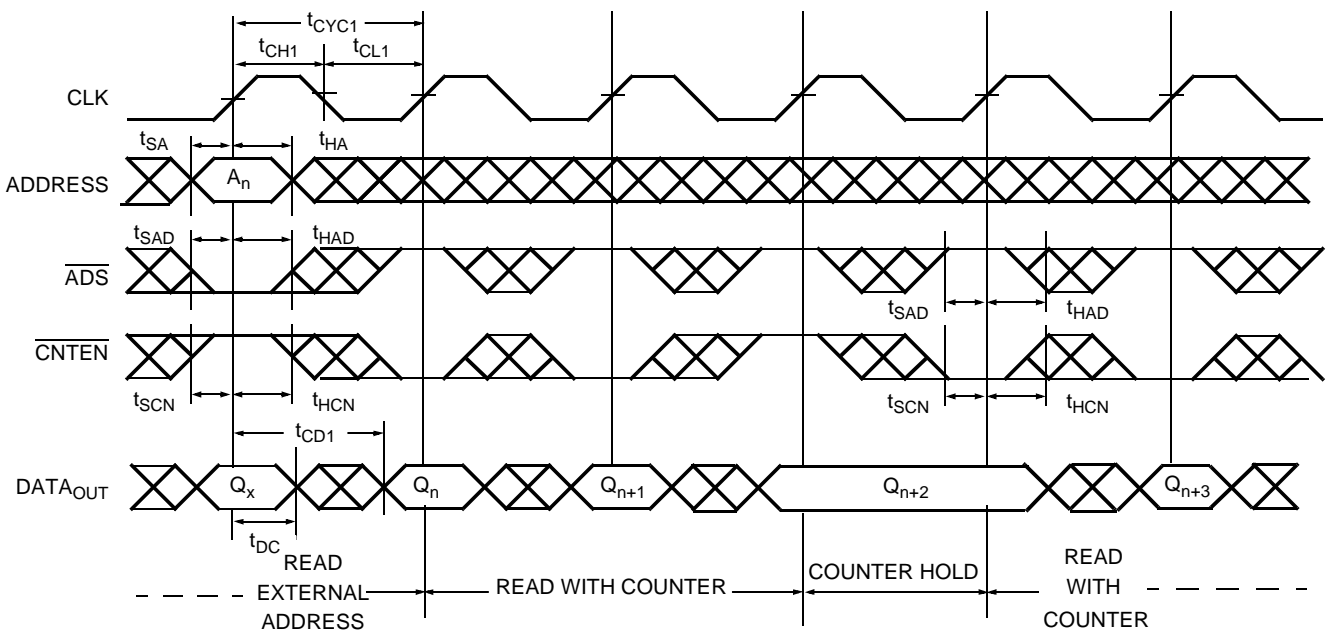 tCYC1
tCH1
tCL1
CLK
tSA
tHA
ADDRESS
An
tSAD
tHAD
ADS
tSAD
tHAD
CNTEN
tSCN
tHCN
tSCN
tHCN
tCD1
DATAOUT
Qx
Qn
Qn+1
Qn+2
Qn+3
tDC
READ
EXTERNAL
ADDRESS
READ WITH COUNTER
COUNTER HOLD
READ
WITH
COUNTER